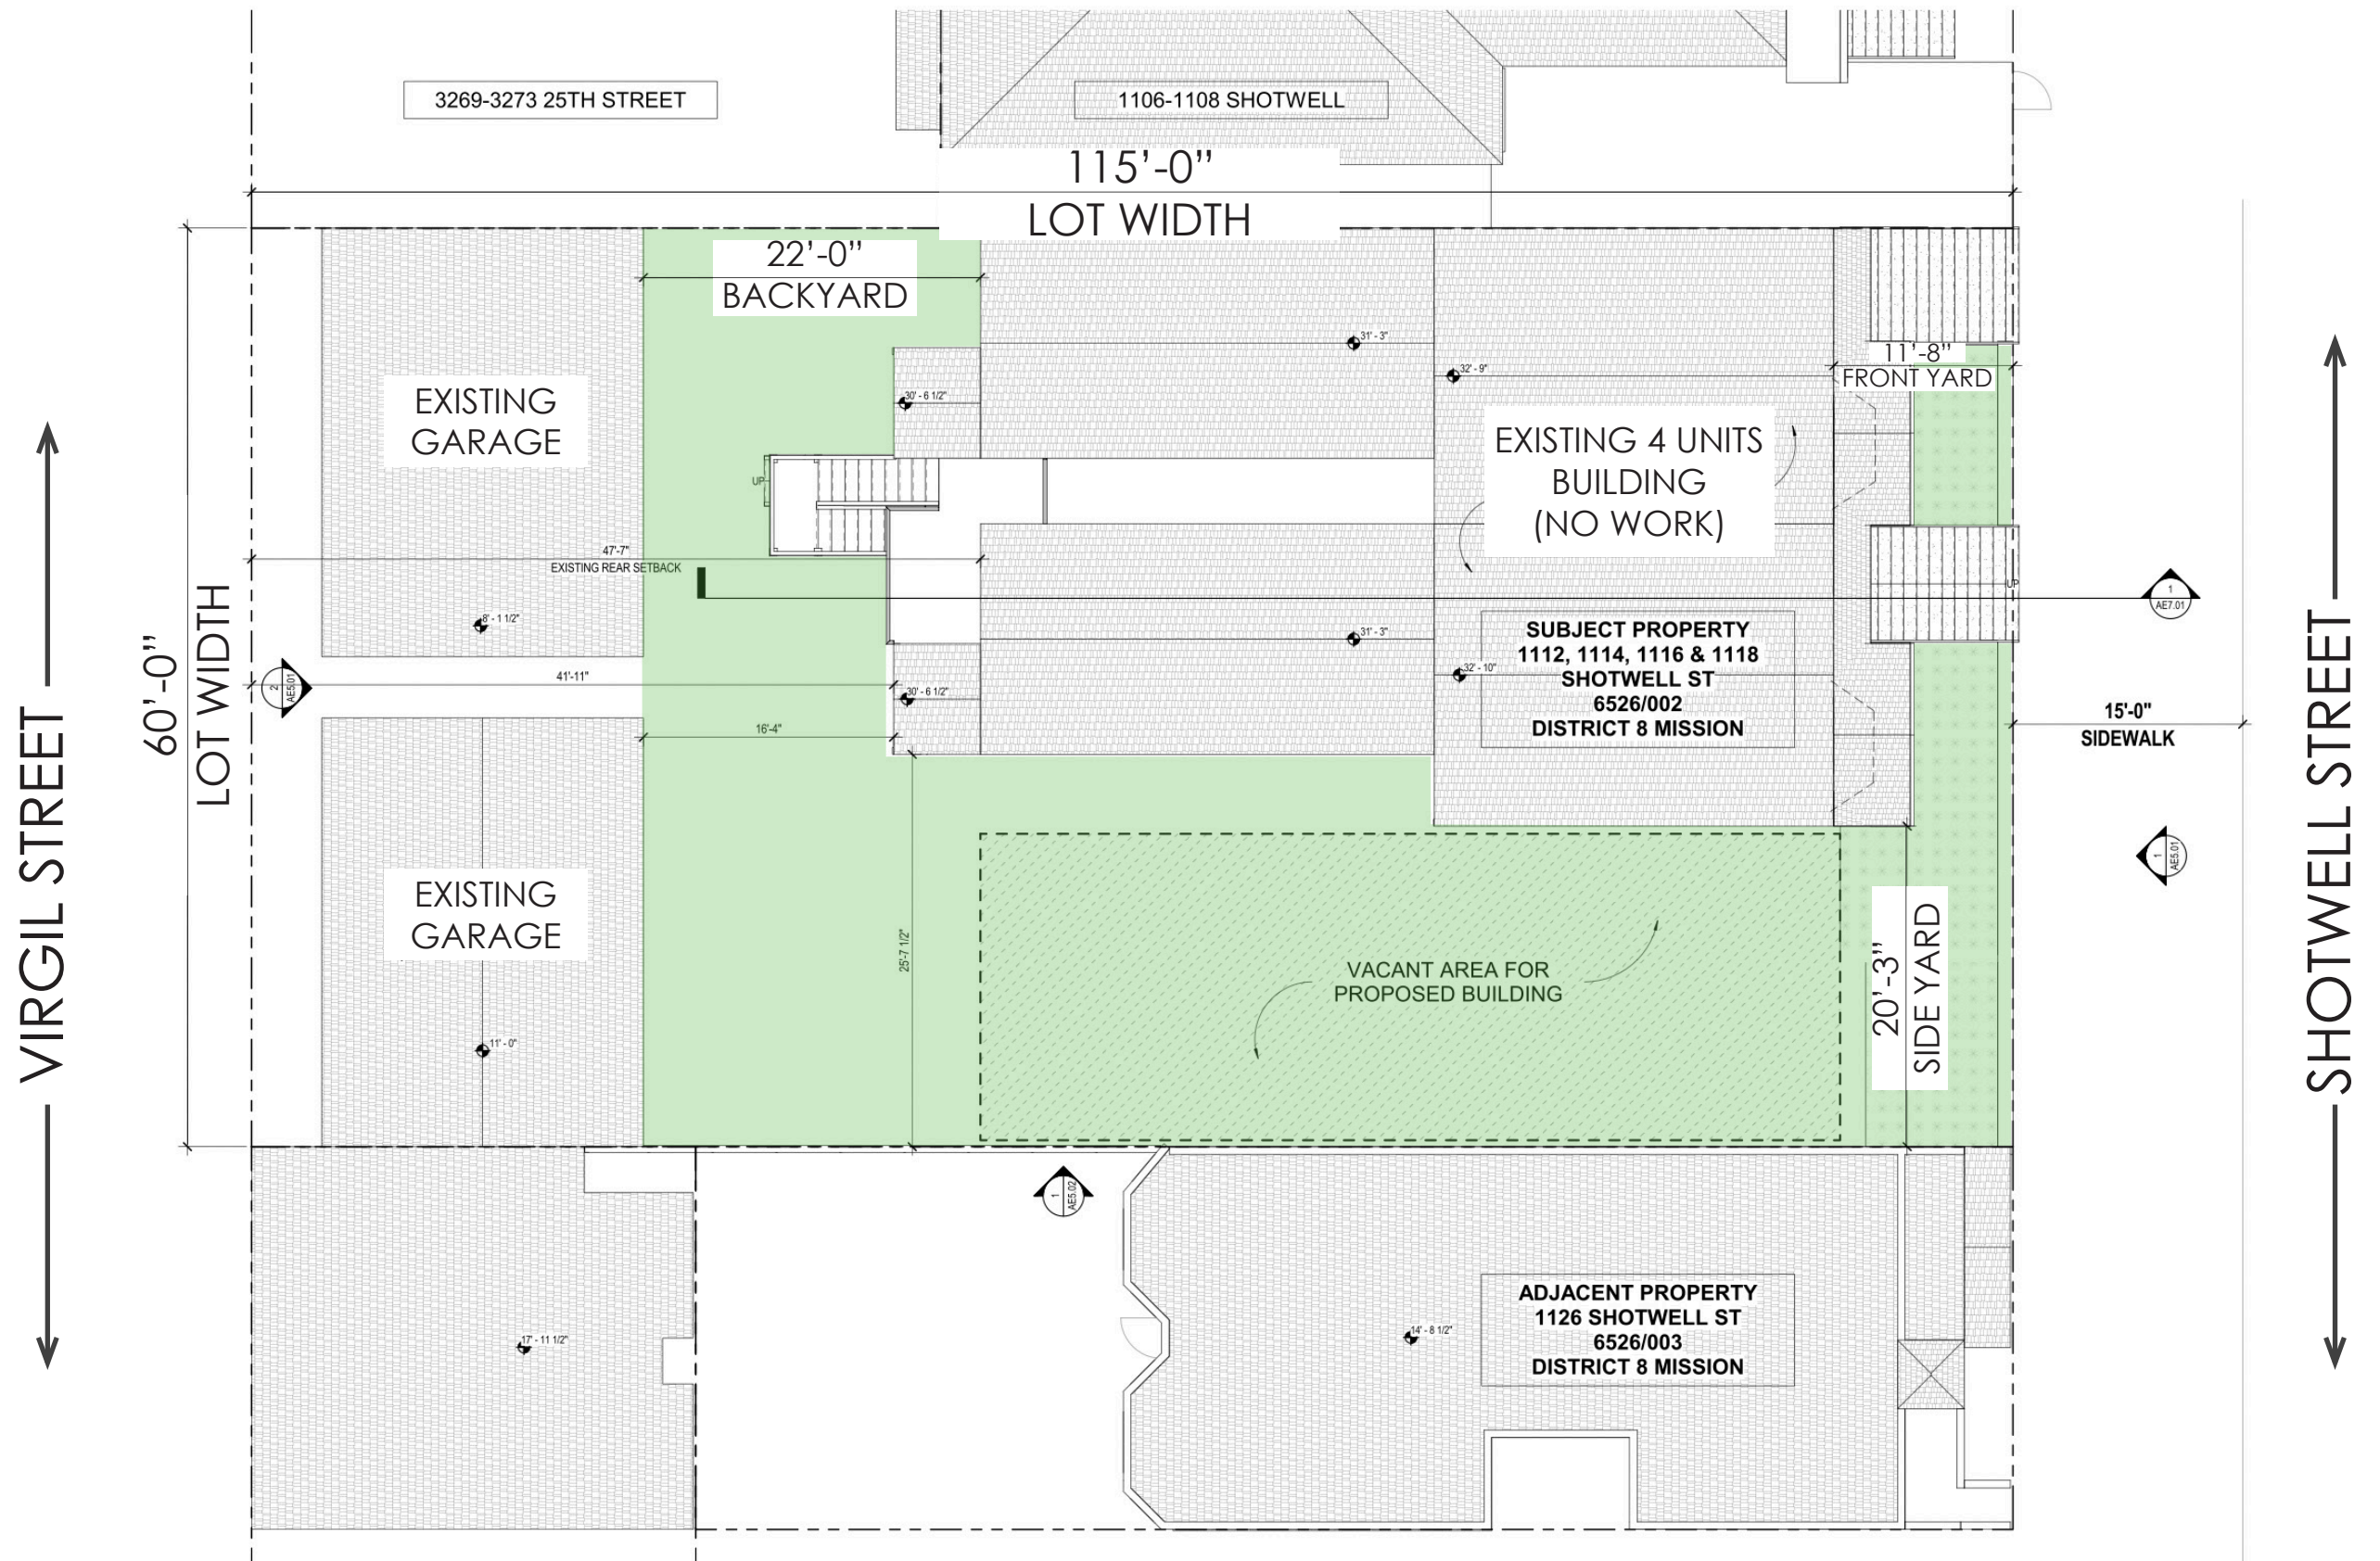 3269-3273 25TH STREET
1106-1108 SHOTWELL
115’-0”
LOT WIDTH
22’-0”
BACKYARD
31' - 3"
32' - 9"
11’-8”
FRONT YARD
30' - 6 1/2"
EXISTING
GARAGE
EXISTING 4 UNITS
BUILDING
(NO WORK)
UP
47'-7"
EXISTING REAR SETBACK
UP
1
AE7.01
8' - 1 1/2"
60’-0”
LOT WIDTH
31' - 3"
SUBJECT PROPERTY
1112, 1114, 1116 & 1118
SHOTWELL ST
6526/002
DISTRICT 8 MISSION
32' - 10"
2
AE5.01
41'-11"
30' - 6 1/2"
16'-4"
15'-0"
SIDEWALK
VIRGIL STREET
SHOTWELL STREET
1
AE5.01
EXISTING
GARAGE
25'-7 1/2"
VACANT AREA FOR
PROPOSED BUILDING
20’-3”
SIDE YARD
11' - 0"
1
AE5.02
17' - 11 1/2"
14' - 8 1/2"
ADJACENT PROPERTY
1126 SHOTWELL ST
6526/003
DISTRICT 8 MISSION